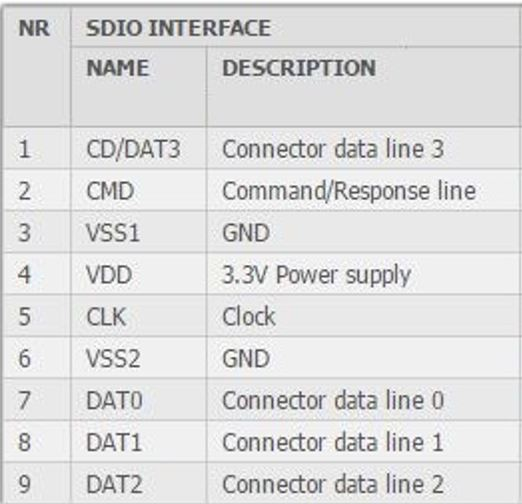 NR SDIO INTERFACE
NAME DESCRIPTION
1 CD/DAT3 Connector data line 3
2 CMD Command/Response line
3 VSS1 GND
4 VDD 3.3V Power supply
5 CLK Clock
6 VSS2 GND
7 DAT0 Connector data line 0
8 DAT1 Connector data line 1
9 DAT2 Connector data line 2